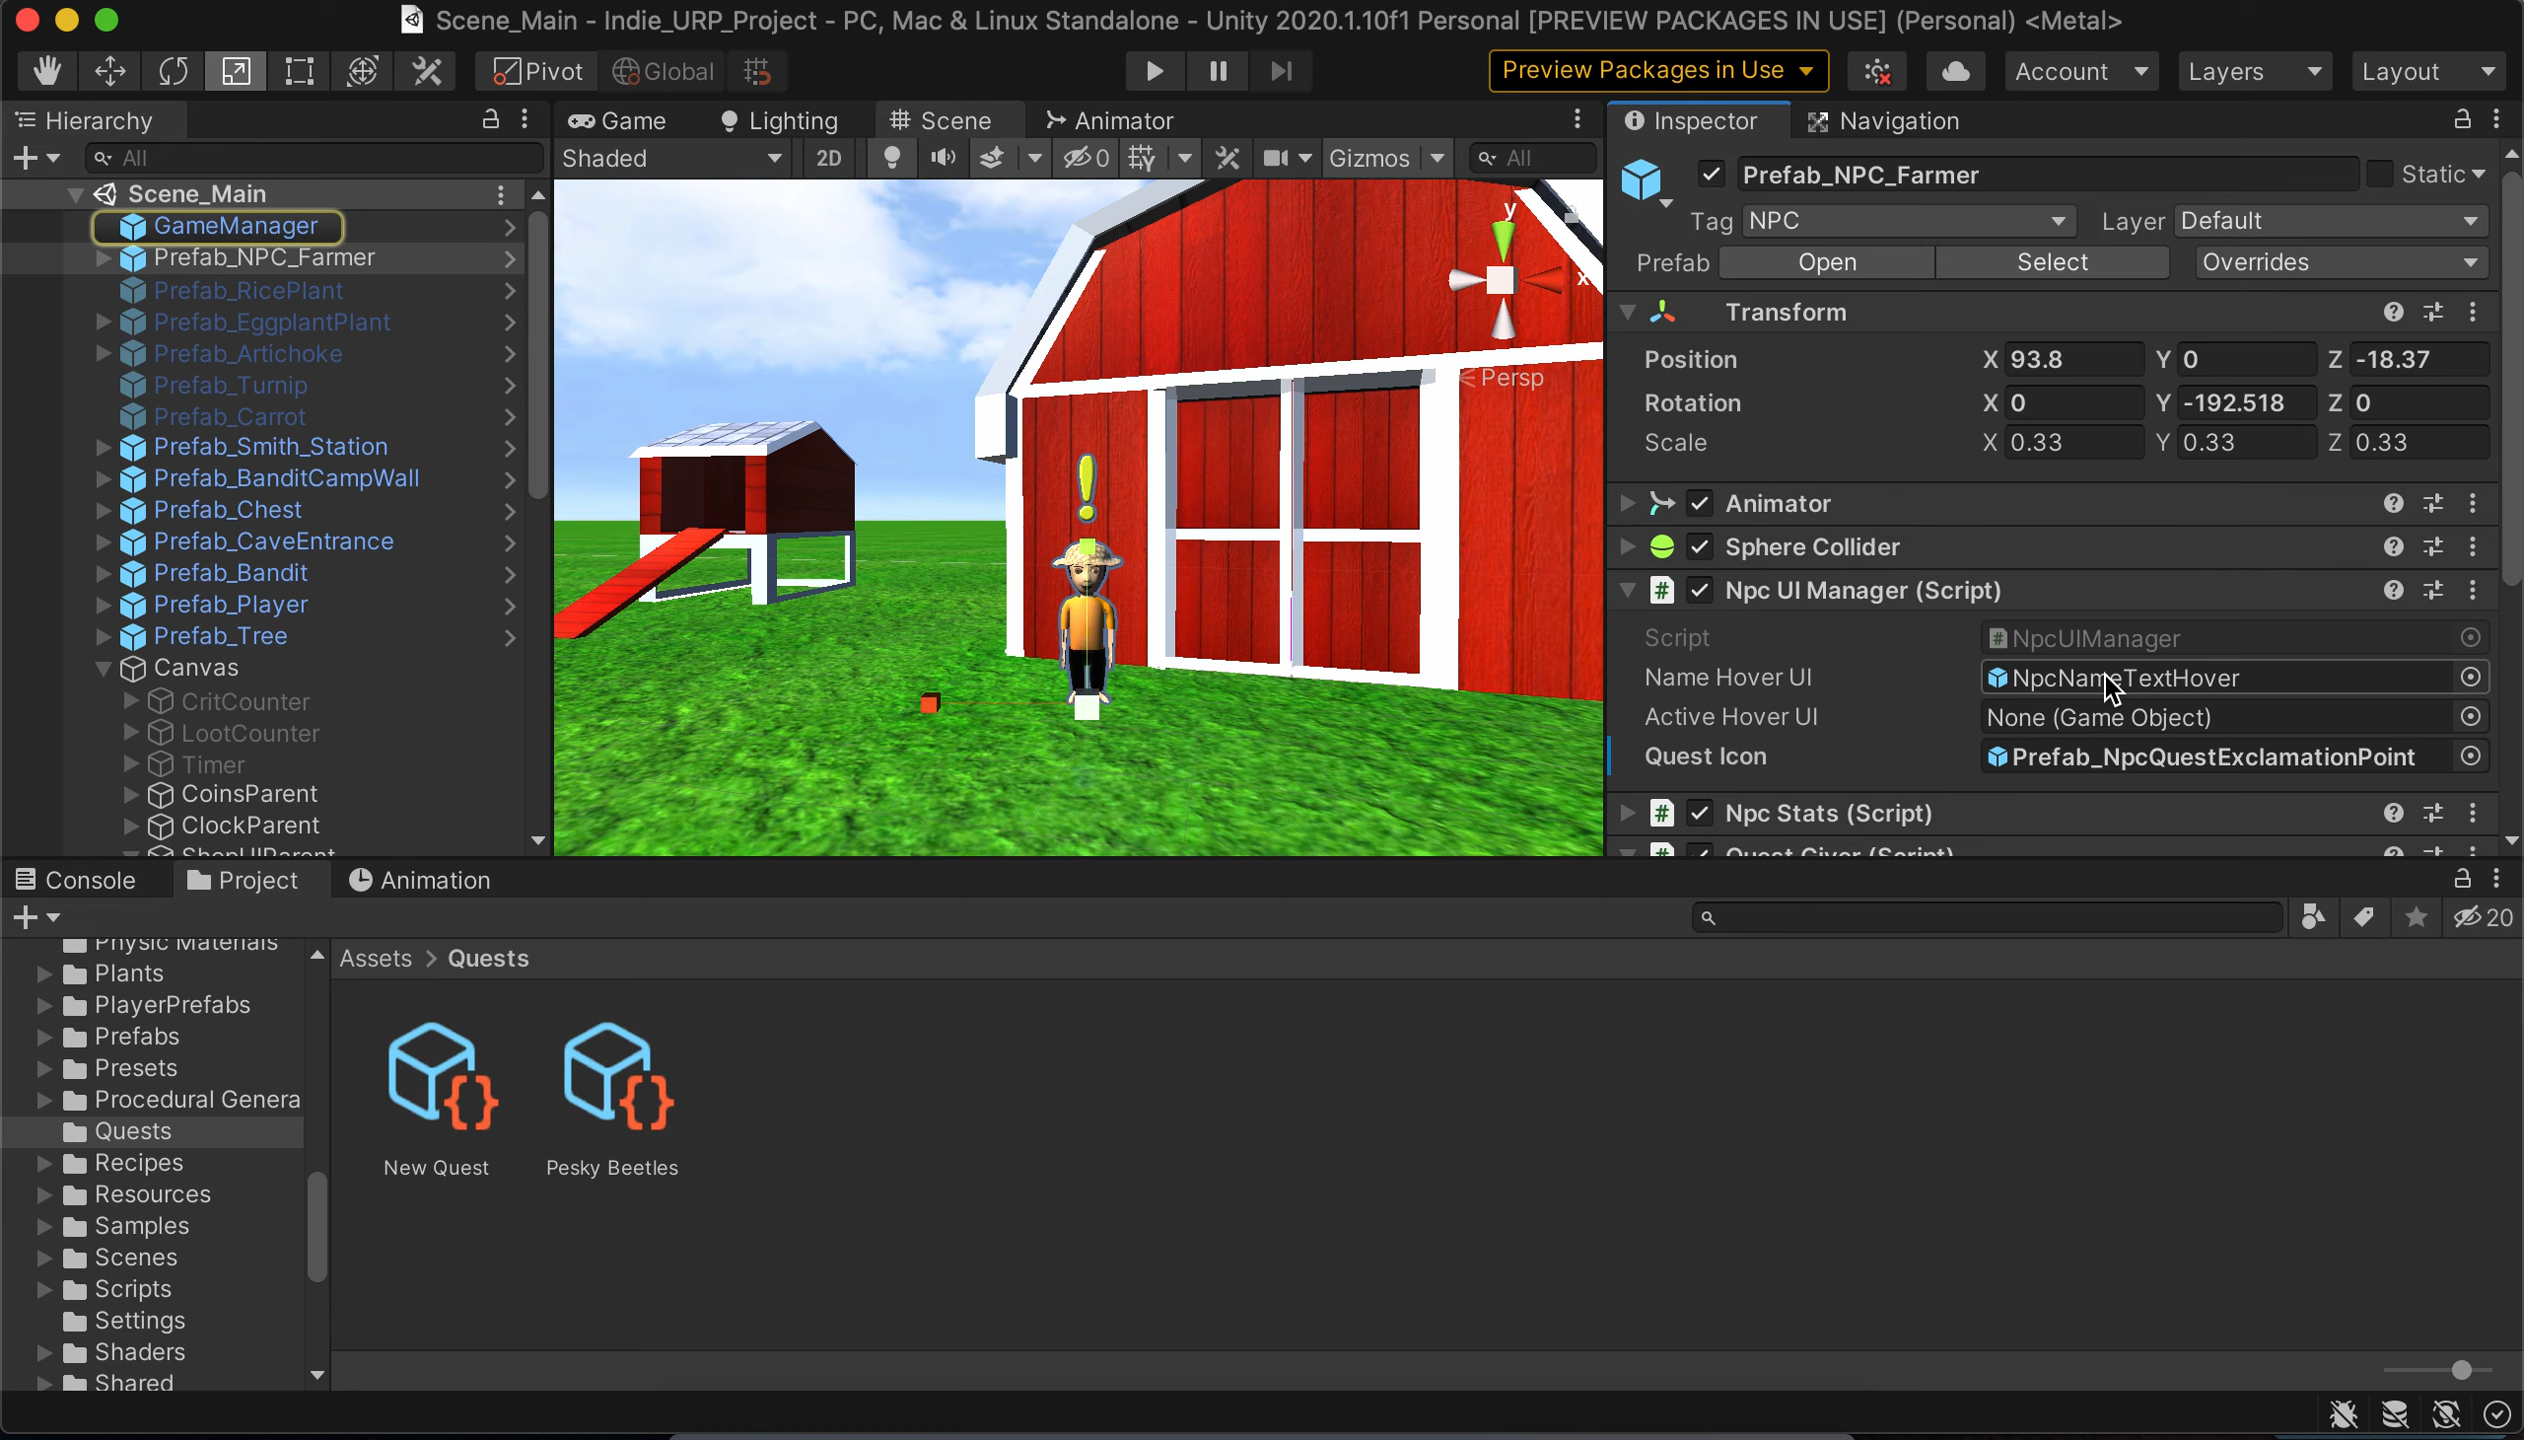 Scene_Main - Indie_URP_Project - PC, Mac & Linux Standalone - Unity 2020.1.10f1 Personal [PREVIEW PACKAGES IN USE] (Personal) <Metal>
Pivot Global Preview Packages in Use Account Layers Layout
Hierarchy
All
Scene_Main
GameManager
Prefab_NPC_Farmer
Prefab_RicePlant
Prefab_EggplantPlant
Prefab_Artichoke
Prefab_Turnip
Prefab_Carrot
Prefab_Smith_Station
Prefab_BanditCampWall
Prefab_Chest
Prefab_CaveEntrance
Prefab_Bandit
Prefab_Player
Prefab_Tree
Canvas
CritCounter
LootCounter
Timer
CoinsParent
ClockParent
ShopUIParent
Game Lighting Scene Animator
Shaded 2D 0 Gizmos All
y
x
Persp
Inspector Navigation
Prefab_NPC_Farmer Static
Tag NPC Layer Default
Prefab Open Select Overrides
Transform
Position X 93.8 Y 0 Z -18.37
Rotation X 0 Y -192.518 Z 0
Scale X 0.33 Y 0.33 Z 0.33
Animator
Sphere Collider
# Npc UI Manager (Script)
Script # NpcUIManager
Name Hover UI NpcNameTextHover
Active Hover UI None (Game Object)
Quest Icon Prefab_NpcQuestExclamationPoint
# Npc Stats (Script)
# Quest Giver (Script)
Console Project Animation
20
Physic Materials
Plants
PlayerPrefabs
Prefabs
Presets
Procedural Genera
Quests
Recipes
Resources
Samples
Scenes
Scripts
Settings
Shaders
Shared
Assets > Quests
New Quest Pesky Beetles